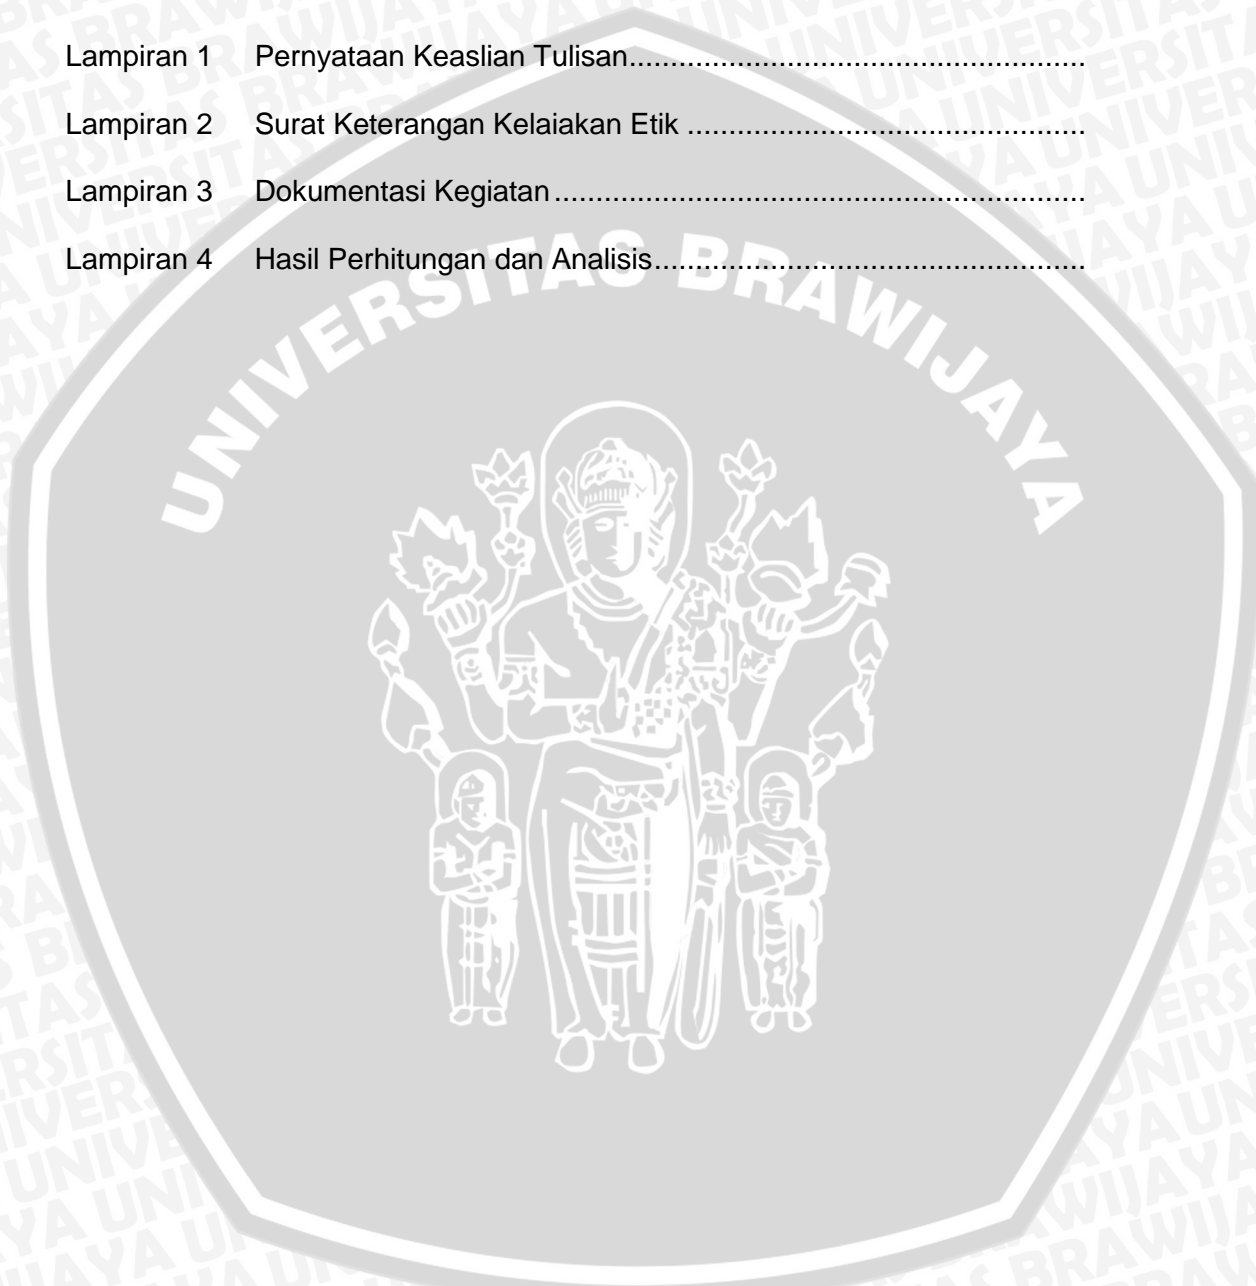 Lampiran 1 Pernyataan Keaslian Tulisan.......................................................
Lampiran 2 Surat Keterangan Kelaiakan Etik ................................................
Lampiran 3 Dokumentasi Kegiatan................................................................
Lampiran 4 Hasil Perhitungan dan Analisis....................................................
UNIVERSITAS BRAWIJAYA